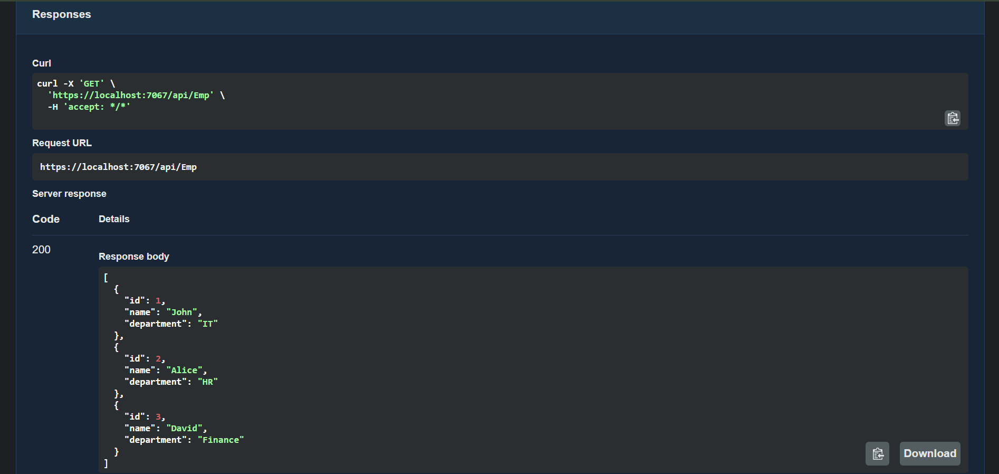 Responses
Curl
curl -X 'GET' \
  'https://localhost:7067/api/Emp' \
  -H 'accept: */*'
Request URL
https://localhost:7067/api/Emp
Server response
Code Details
200
Response body
[
  {
    "id": 1,
    "name": "John",
    "department": "IT"
  },
  {
    "id": 2,
    "name": "Alice",
    "department": "HR"
  },
  {
    "id": 3,
    "name": "David",
    "department": "Finance"
  }
]
Download